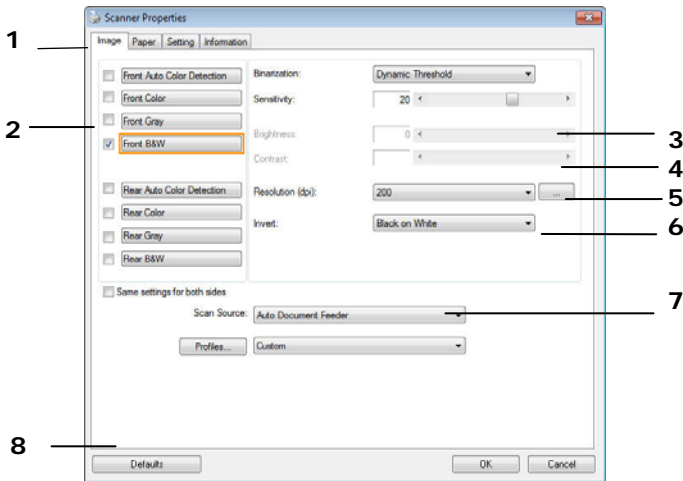 Scanner Properties
1
Image Paper Setting Information
Front Auto Color Detection
Front Color
Front Gray
Front B&W
Rear Auto Color Detection
Rear Color
Rear Gray
Rear B&W
2
Binarization: Dynamic Threshold
Sensitivity: 20
Brightness: 0
Contrast:
Resolution (dpi): 200 ...
Invert: Black on White
3
4
5
6
Same settings for both sides
Scan Source: Auto Document Feeder
7
Profiles... Custom
8
Defaults OK Cancel